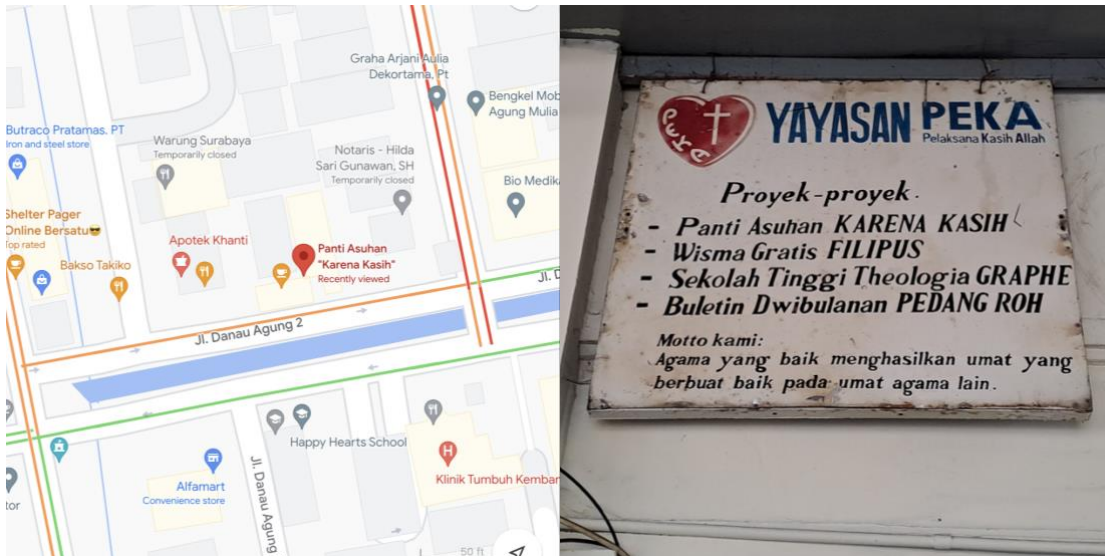 Graha Arjani Aulia
Dekortama, Pt
Bengkel Mob
Agung Mulia
Butraco Pratamas. PT
Iron and steel store
Warung Surabaya
Temporarily closed
Notaris - Hilda
Sari Gunawan, SH
Temporarily closed
Bio Medika
Shelter Pager
Online Bersatu😎
Top rated
Apotek Khanti
Panti Asuhan
"Karena Kasih"
Recently viewed
Bakso Takiko
Jl. D
Jl. Danau Agung 2
Happy Hearts School
Jl. Danau Agung
Klinik Tumbuh Kembar
Alfamart
Convenience store
tor
50 ft
PEKA
YAYASAN PEKA
Pelaksana Kasih Allah
Proyek-proyek.
- Panti Asuhan KARENA KASIH
- Wisma Gratis FILIPUS
- Sekolah Tinggi Theologia GRAPHE
- Buletin Dwibulanan PEDANG ROH
Motto kami:
Agama yang baik menghasilkan umat yang
berbuat baik pada umat agama lain.